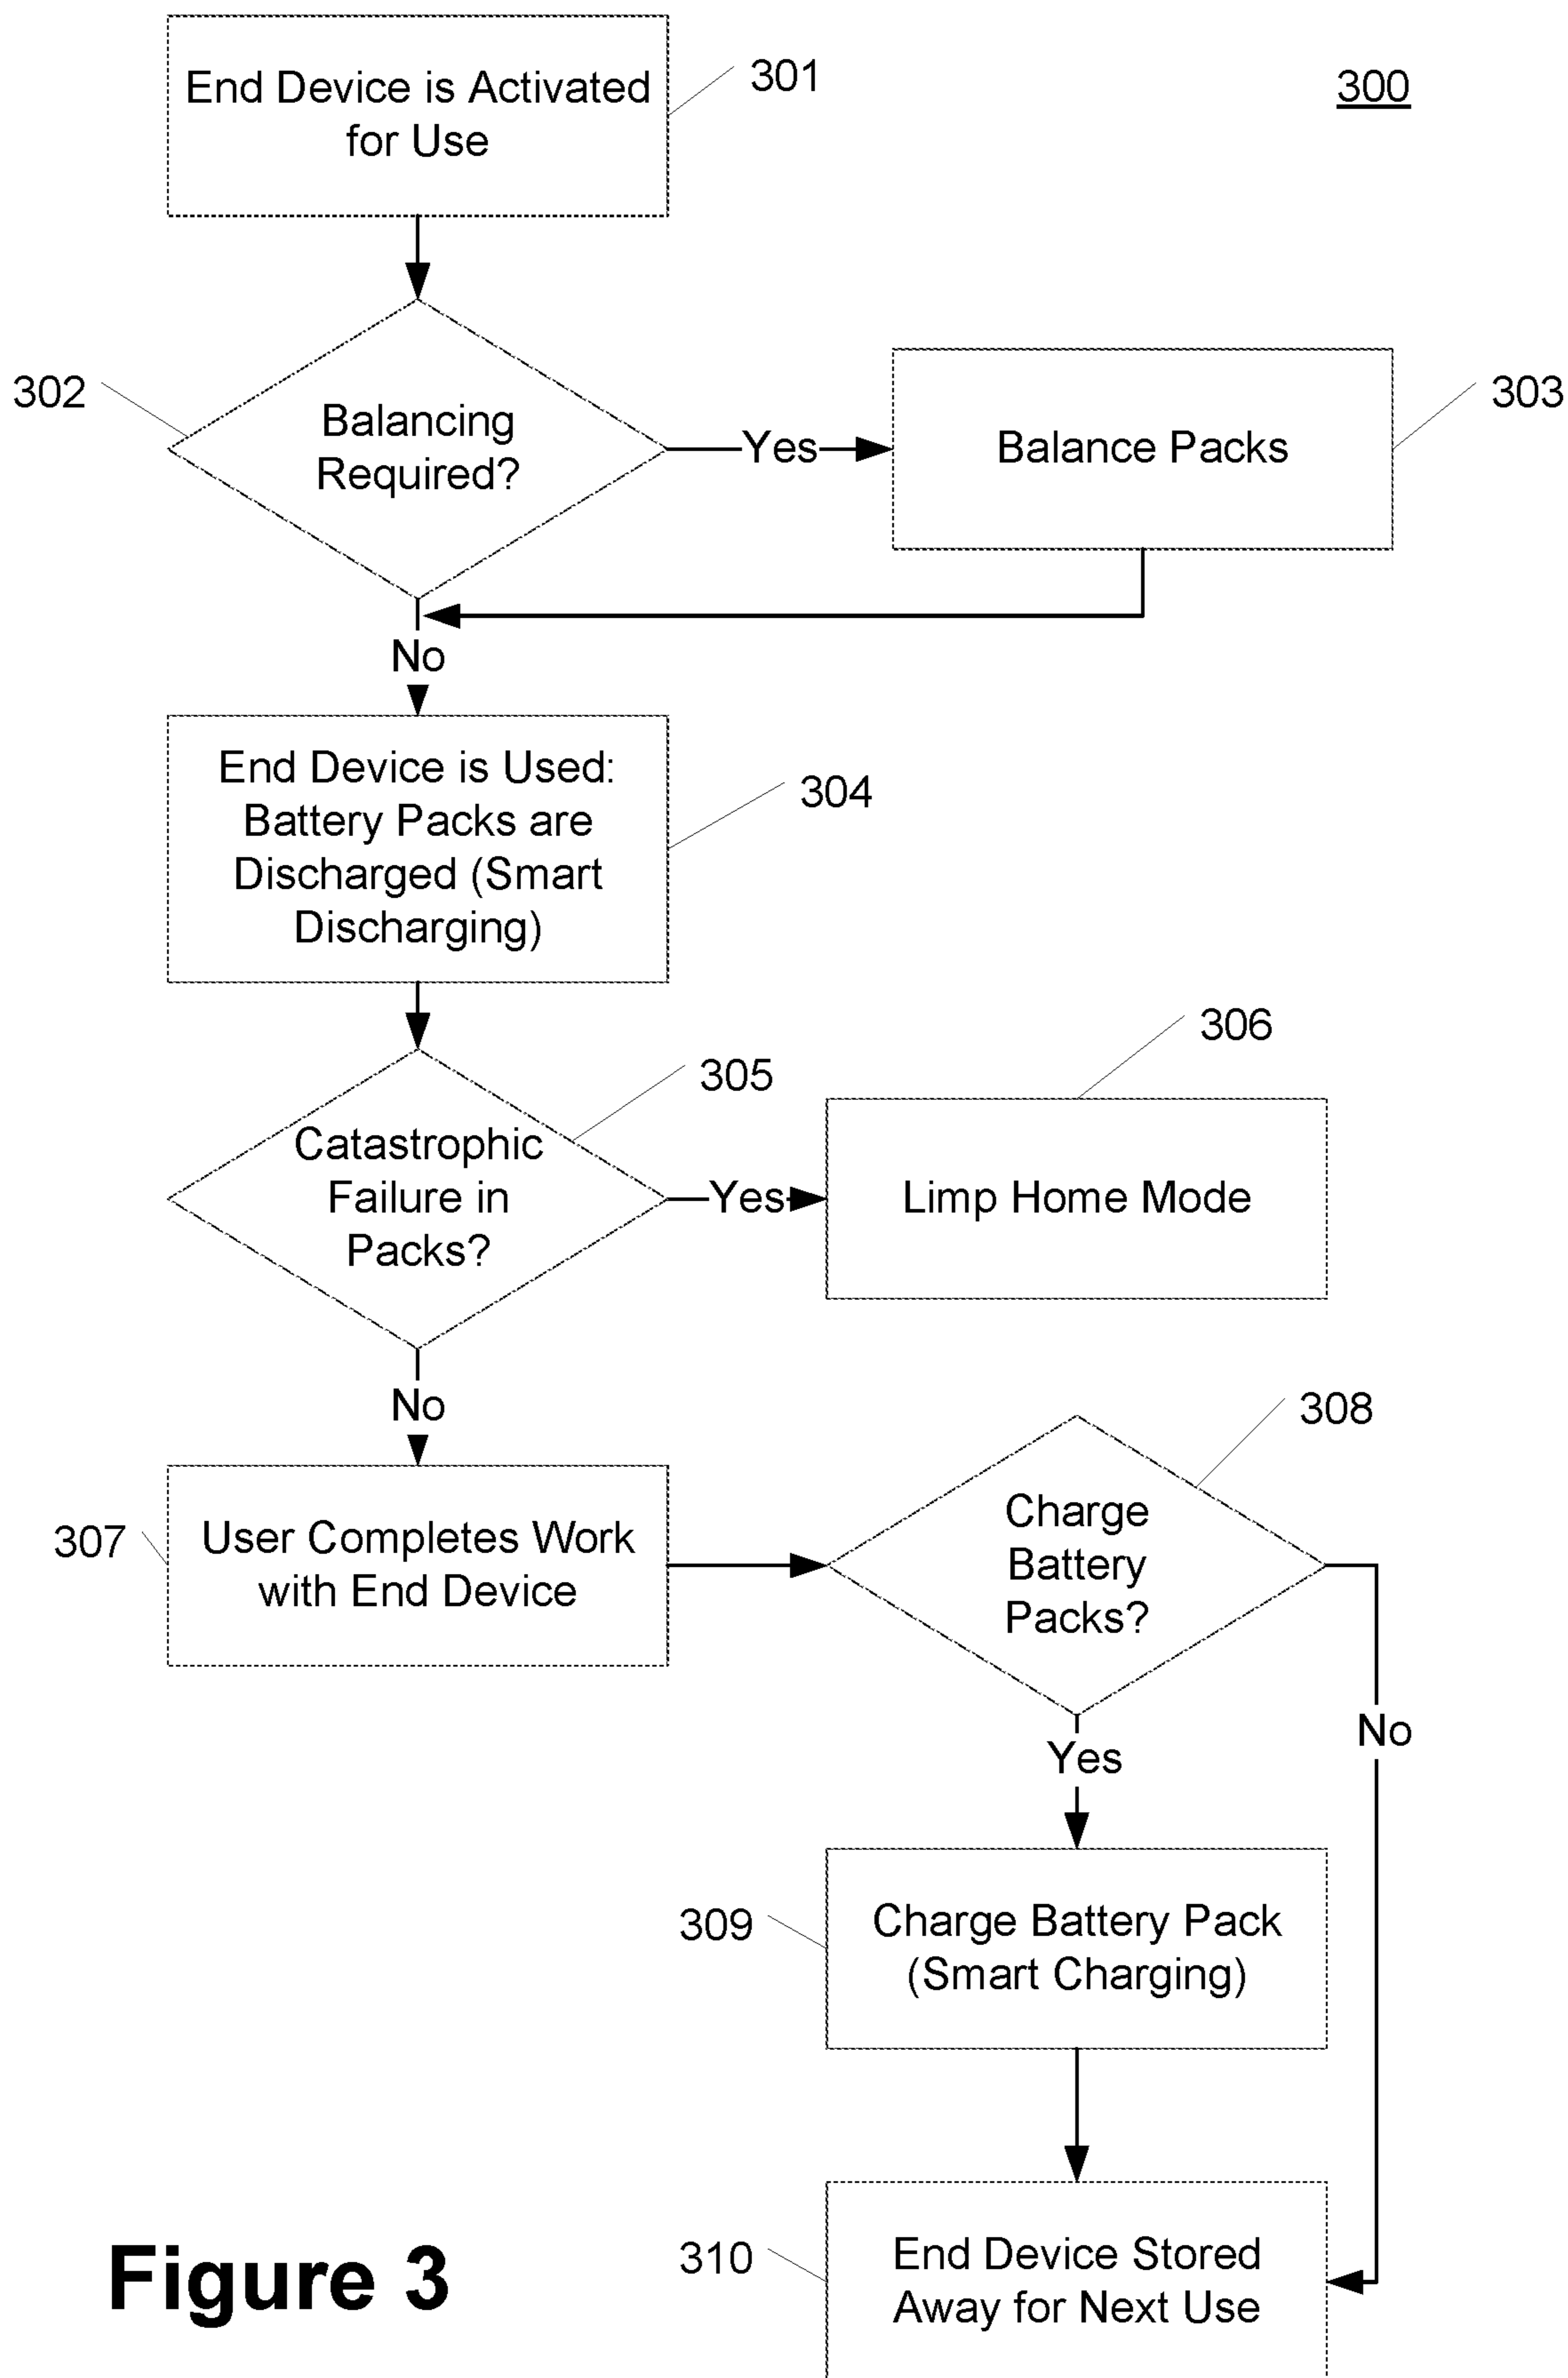 End Device is Activated
for Use
301
300
302
Balancing
Required?
Yes
Balance Packs
303
No
End Device is Used:
Battery Packs are
Discharged (Smart
Discharging)
304
Catastrophic
Failure in
Packs?
305
Yes
Limp Home Mode
306
No
307
User Completes Work
with End Device
Charge
Battery
Packs?
308
No
Yes
309
Charge Battery Pack
(Smart Charging)
310
End Device Stored
Away for Next Use
Figure 3